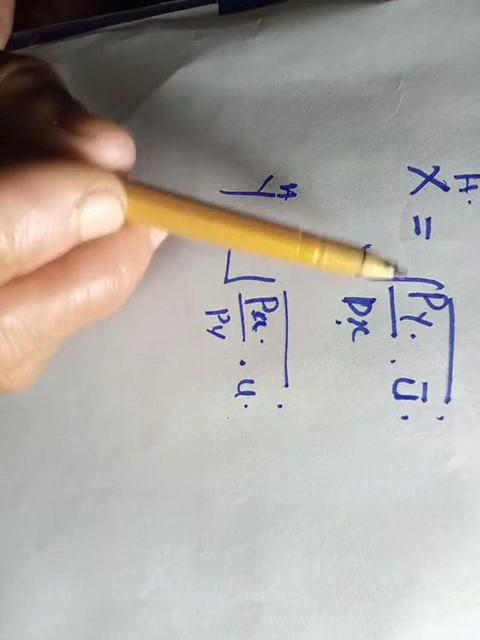 X^H = √(Py/Px · Ū)
Y^H √(Px/Py · u)